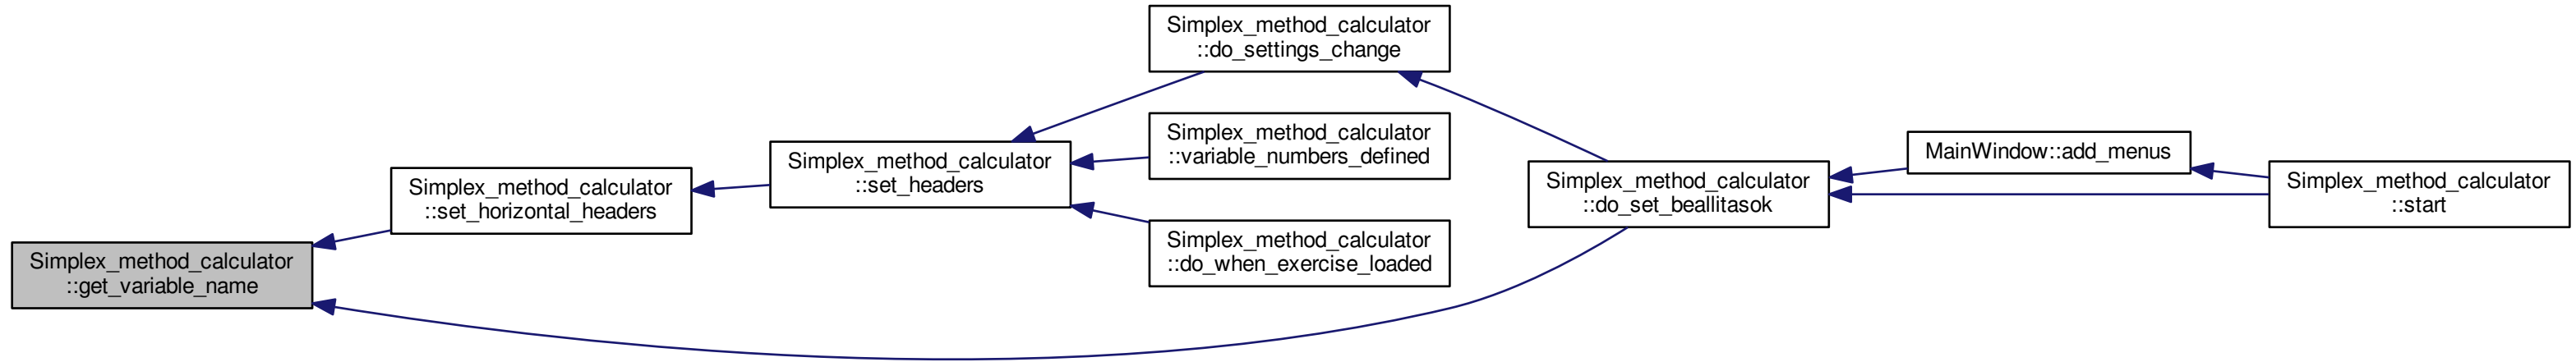 Simplex_method_calculator
::get_variable_name
Simplex_method_calculator
::set_horizontal_headers
Simplex_method_calculator
::set_headers
Simplex_method_calculator
::do_settings_change
Simplex_method_calculator
::variable_numbers_defined
Simplex_method_calculator
::do_when_exercise_loaded
Simplex_method_calculator
::do_set_beallitasok
MainWindow::add_menus
Simplex_method_calculator
::start